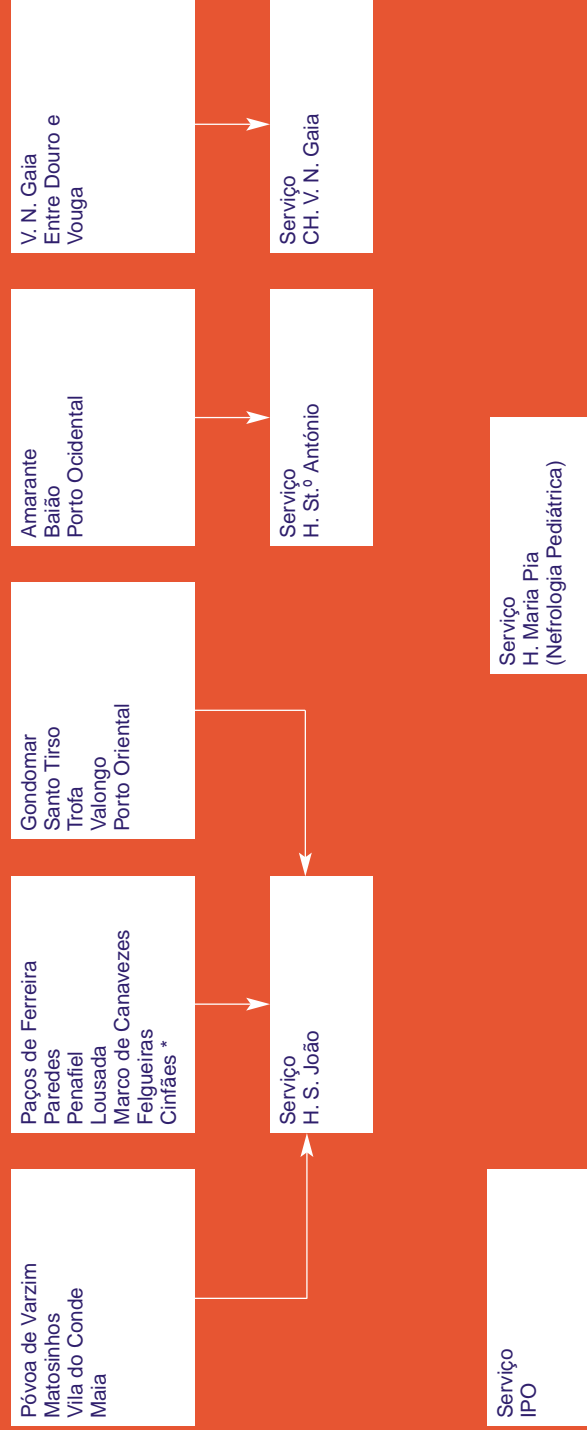 Póvoa de Varzim
Matosinhos
Vila do Conde
Maia
Paços de Ferreira
Paredes
Penafiel
Lousada
Marco de Canavezes
Felgueiras
Cinfães *
Gondomar
Santo Tirso
Trofa
Valongo
Porto Oriental
Amarante
Baião
Porto Ocidental
V. N. Gaia
Entre Douro e
Vouga
Serviço
H. S. João
Serviço
H. St.º António
Serviço
CH. V. N. Gaia
Serviço
IPO
Serviço
H. Maria Pia
(Nefrologia Pediátrica)